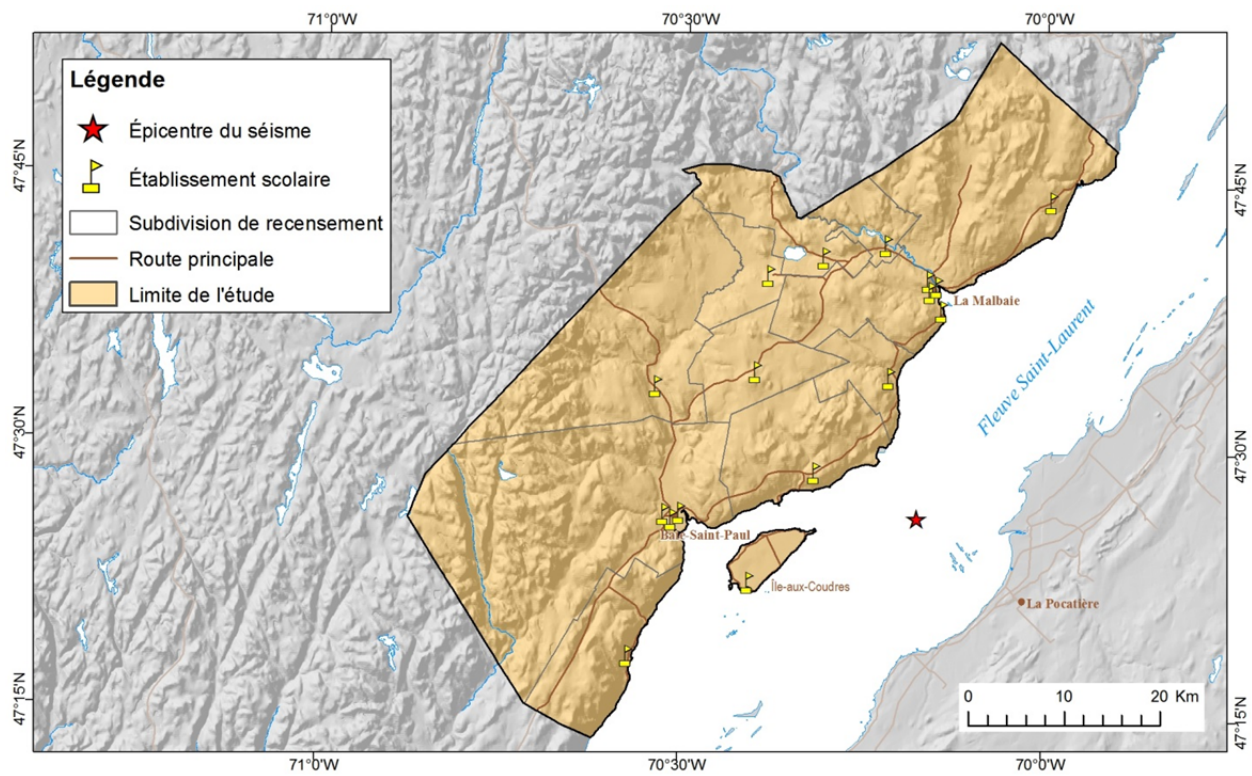 71°0'W
70°30'W
70°0'W
Légende
Épicentre du séisme
Établissement scolaire
Subdivision de recensement
Route principale
Limite de l'étude
47°45'N
47°45'N
La Malbaie
Fleuve Saint-Laurent
47°30'N
47°30'N
Baie-Saint-Paul
Île-aux-Coudres
La Pocatière
0 10 20 Km
47°15'N
47°15'N
71°0'W
70°30'W
70°0'W